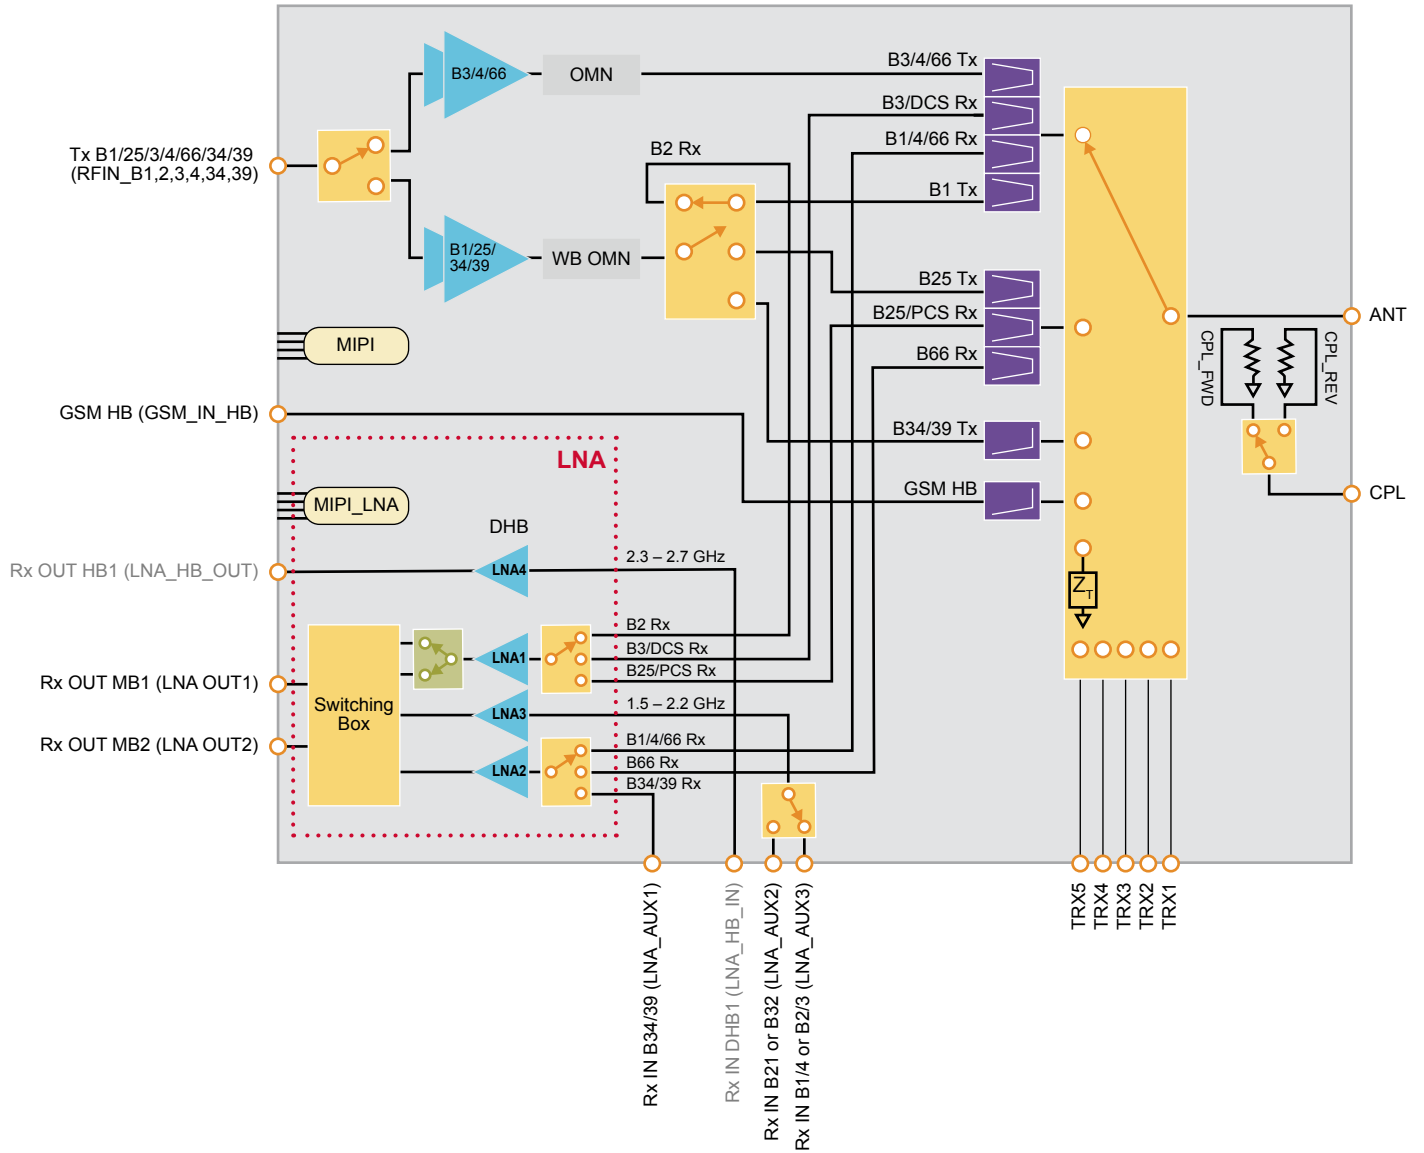 B3/4/66 Tx
B3/4/66
OMN
B3/DCS Rx
B1/4/66 Rx
Tx B1/25/3/4/66/34/39
(RFIN_B1,2,3,4,34,39)
B2 Rx
B1 Tx
B1/25/
34/39
WB OMN
B25 Tx
B25/PCS Rx
ANT
MIPI
B66 Rx
CPL_FWD
CPL_REV
GSM HB (GSM_IN_HB)
B34/39 Tx
LNA
GSM HB
CPL
MIPI_LNA
DHB
2.3 – 2.7 GHz
Rx OUT HB1 (LNA_HB_OUT)
LNA4
ZT
B2 Rx
B3/DCS Rx
LNA1
B25/PCS Rx
Rx OUT MB1 (LNA OUT1)
Switching
Box
1.5 – 2.2 GHz
LNA3
B1/4/66 Rx
Rx OUT MB2 (LNA OUT2)
B66 Rx
LNA2
B34/39 Rx
Rx IN B34/39 (LNA_AUX1)
Rx IN DHB1 (LNA_HB_IN)
Rx IN B21 or B32 (LNA_AUX2)
Rx IN B1/4 or B2/3 (LNA_AUX3)
TRX5
TRX4
TRX3
TRX2
TRX1